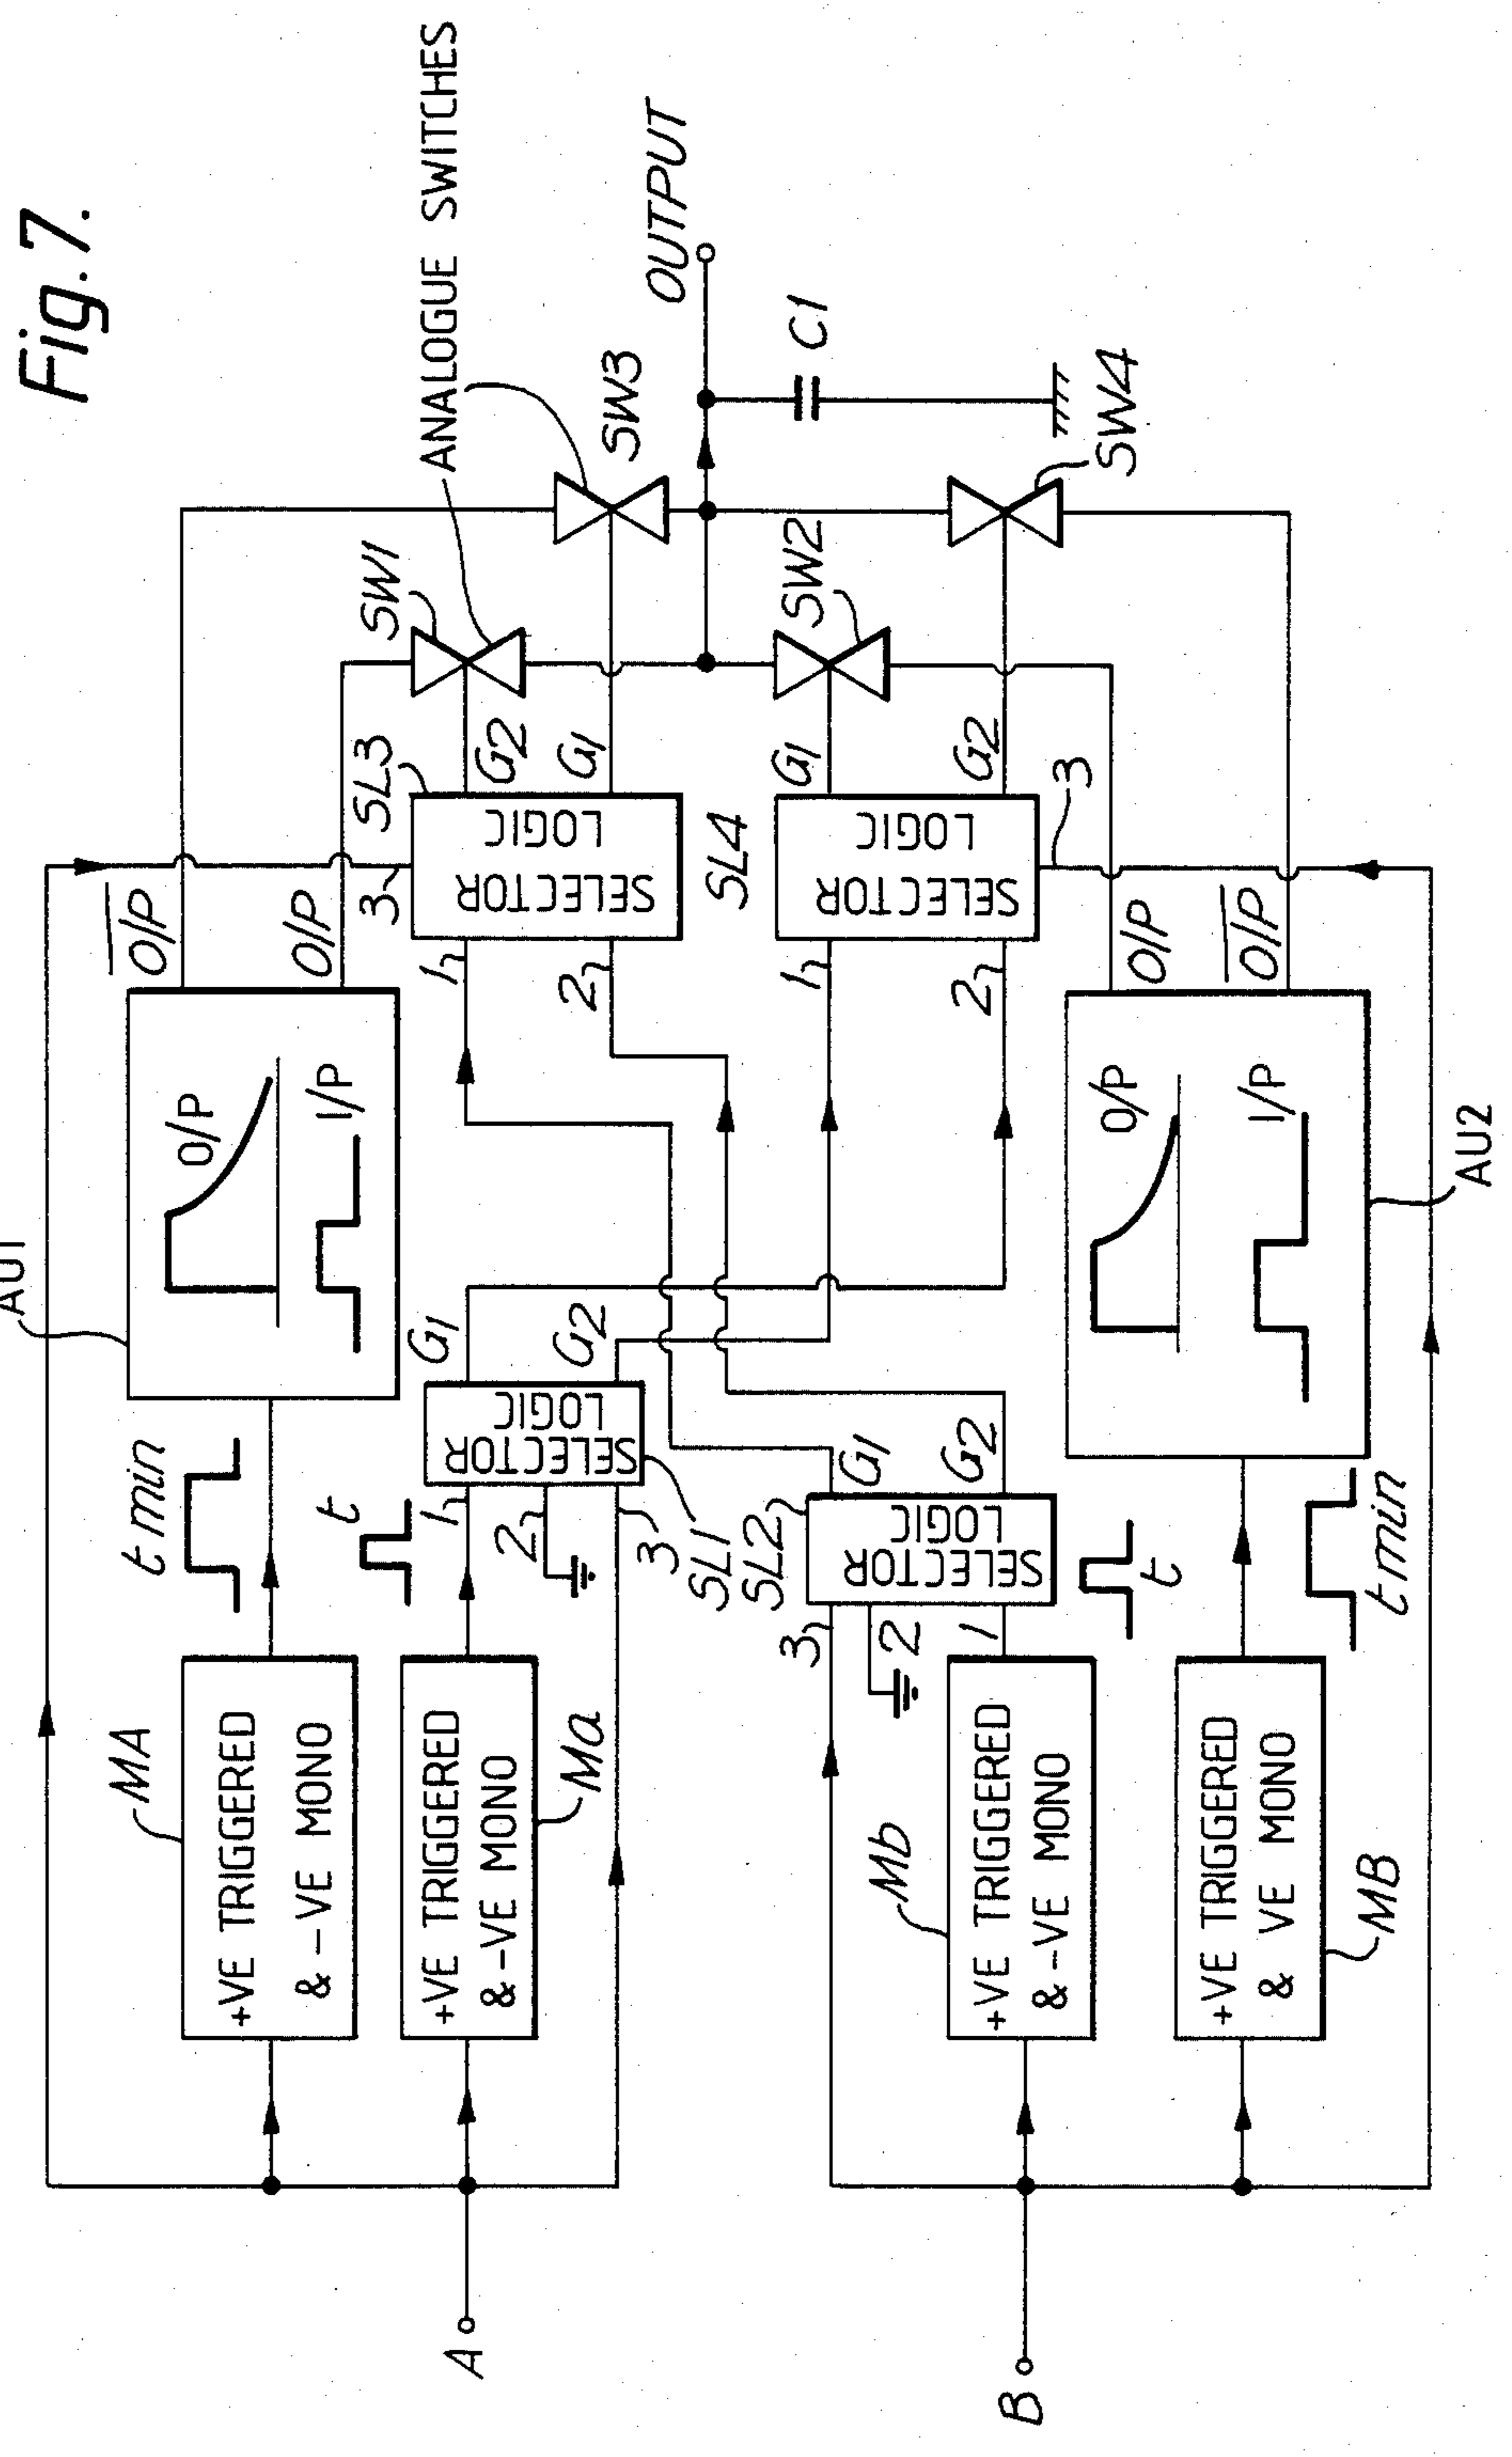 Fig. 7.
ANALOGUE SWITCHES
OUTPUT
C1
SW3
SW4
SW1
SW2
G2
G1
G1
G2
SL3
SL4
3
3
SELECTOR
LOGIC
SELECTOR
LOGIC
1
2
1
2
O/P
O/P
O/P
O/P
AU1
O/P
I/P
O/P
I/P
AU2
G1
G2
G1
G2
SELECTOR
LOGIC
SELECTOR
LOGIC
t min
t
1
2
3
SL1
SL2
3
2
1
t
t min
MA
+VE TRIGGERED
& -VE MONO
Ma
+VE TRIGGERED
&-VE MONO
Mb
+VE TRIGGERED
&-VE MONO
MB
+VE TRIGGERED
& VE MONO
A
B